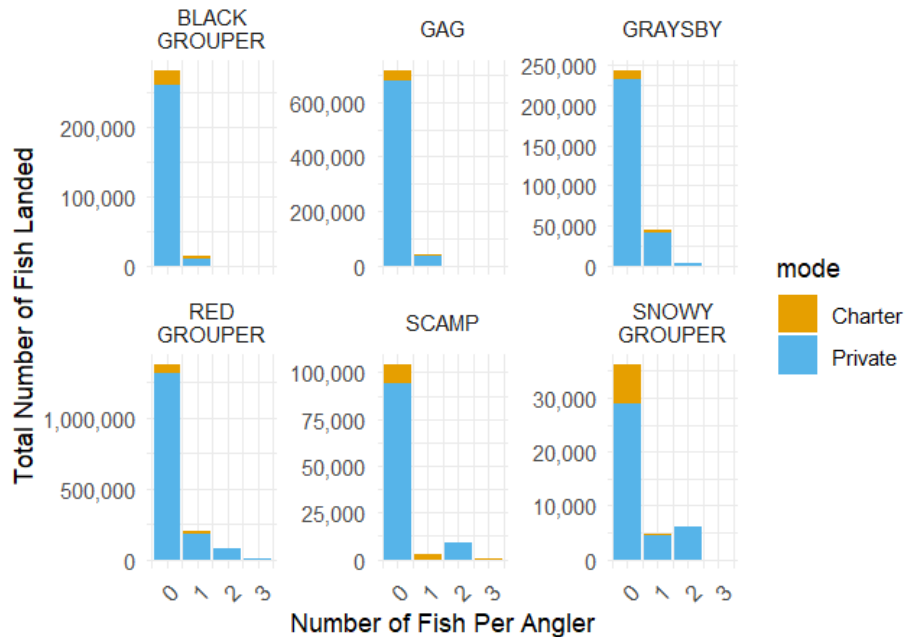 BLACK
GROUPER
GAG
GRAYSBY
200,000
100,000
0
600,000
400,000
200,000
0
250,000
200,000
150,000
100,000
50,000
0
RED
GROUPER
SCAMP
SNOWY
GROUPER
1,000,000
500,000
0
100,000
75,000
50,000
25,000
0
30,000
20,000
10,000
0
0 1 2 3
0 1 2 3
0 1 2 3
Number of Fish Per Angler
Total Number of Fish Landed
mode
Charter
Private